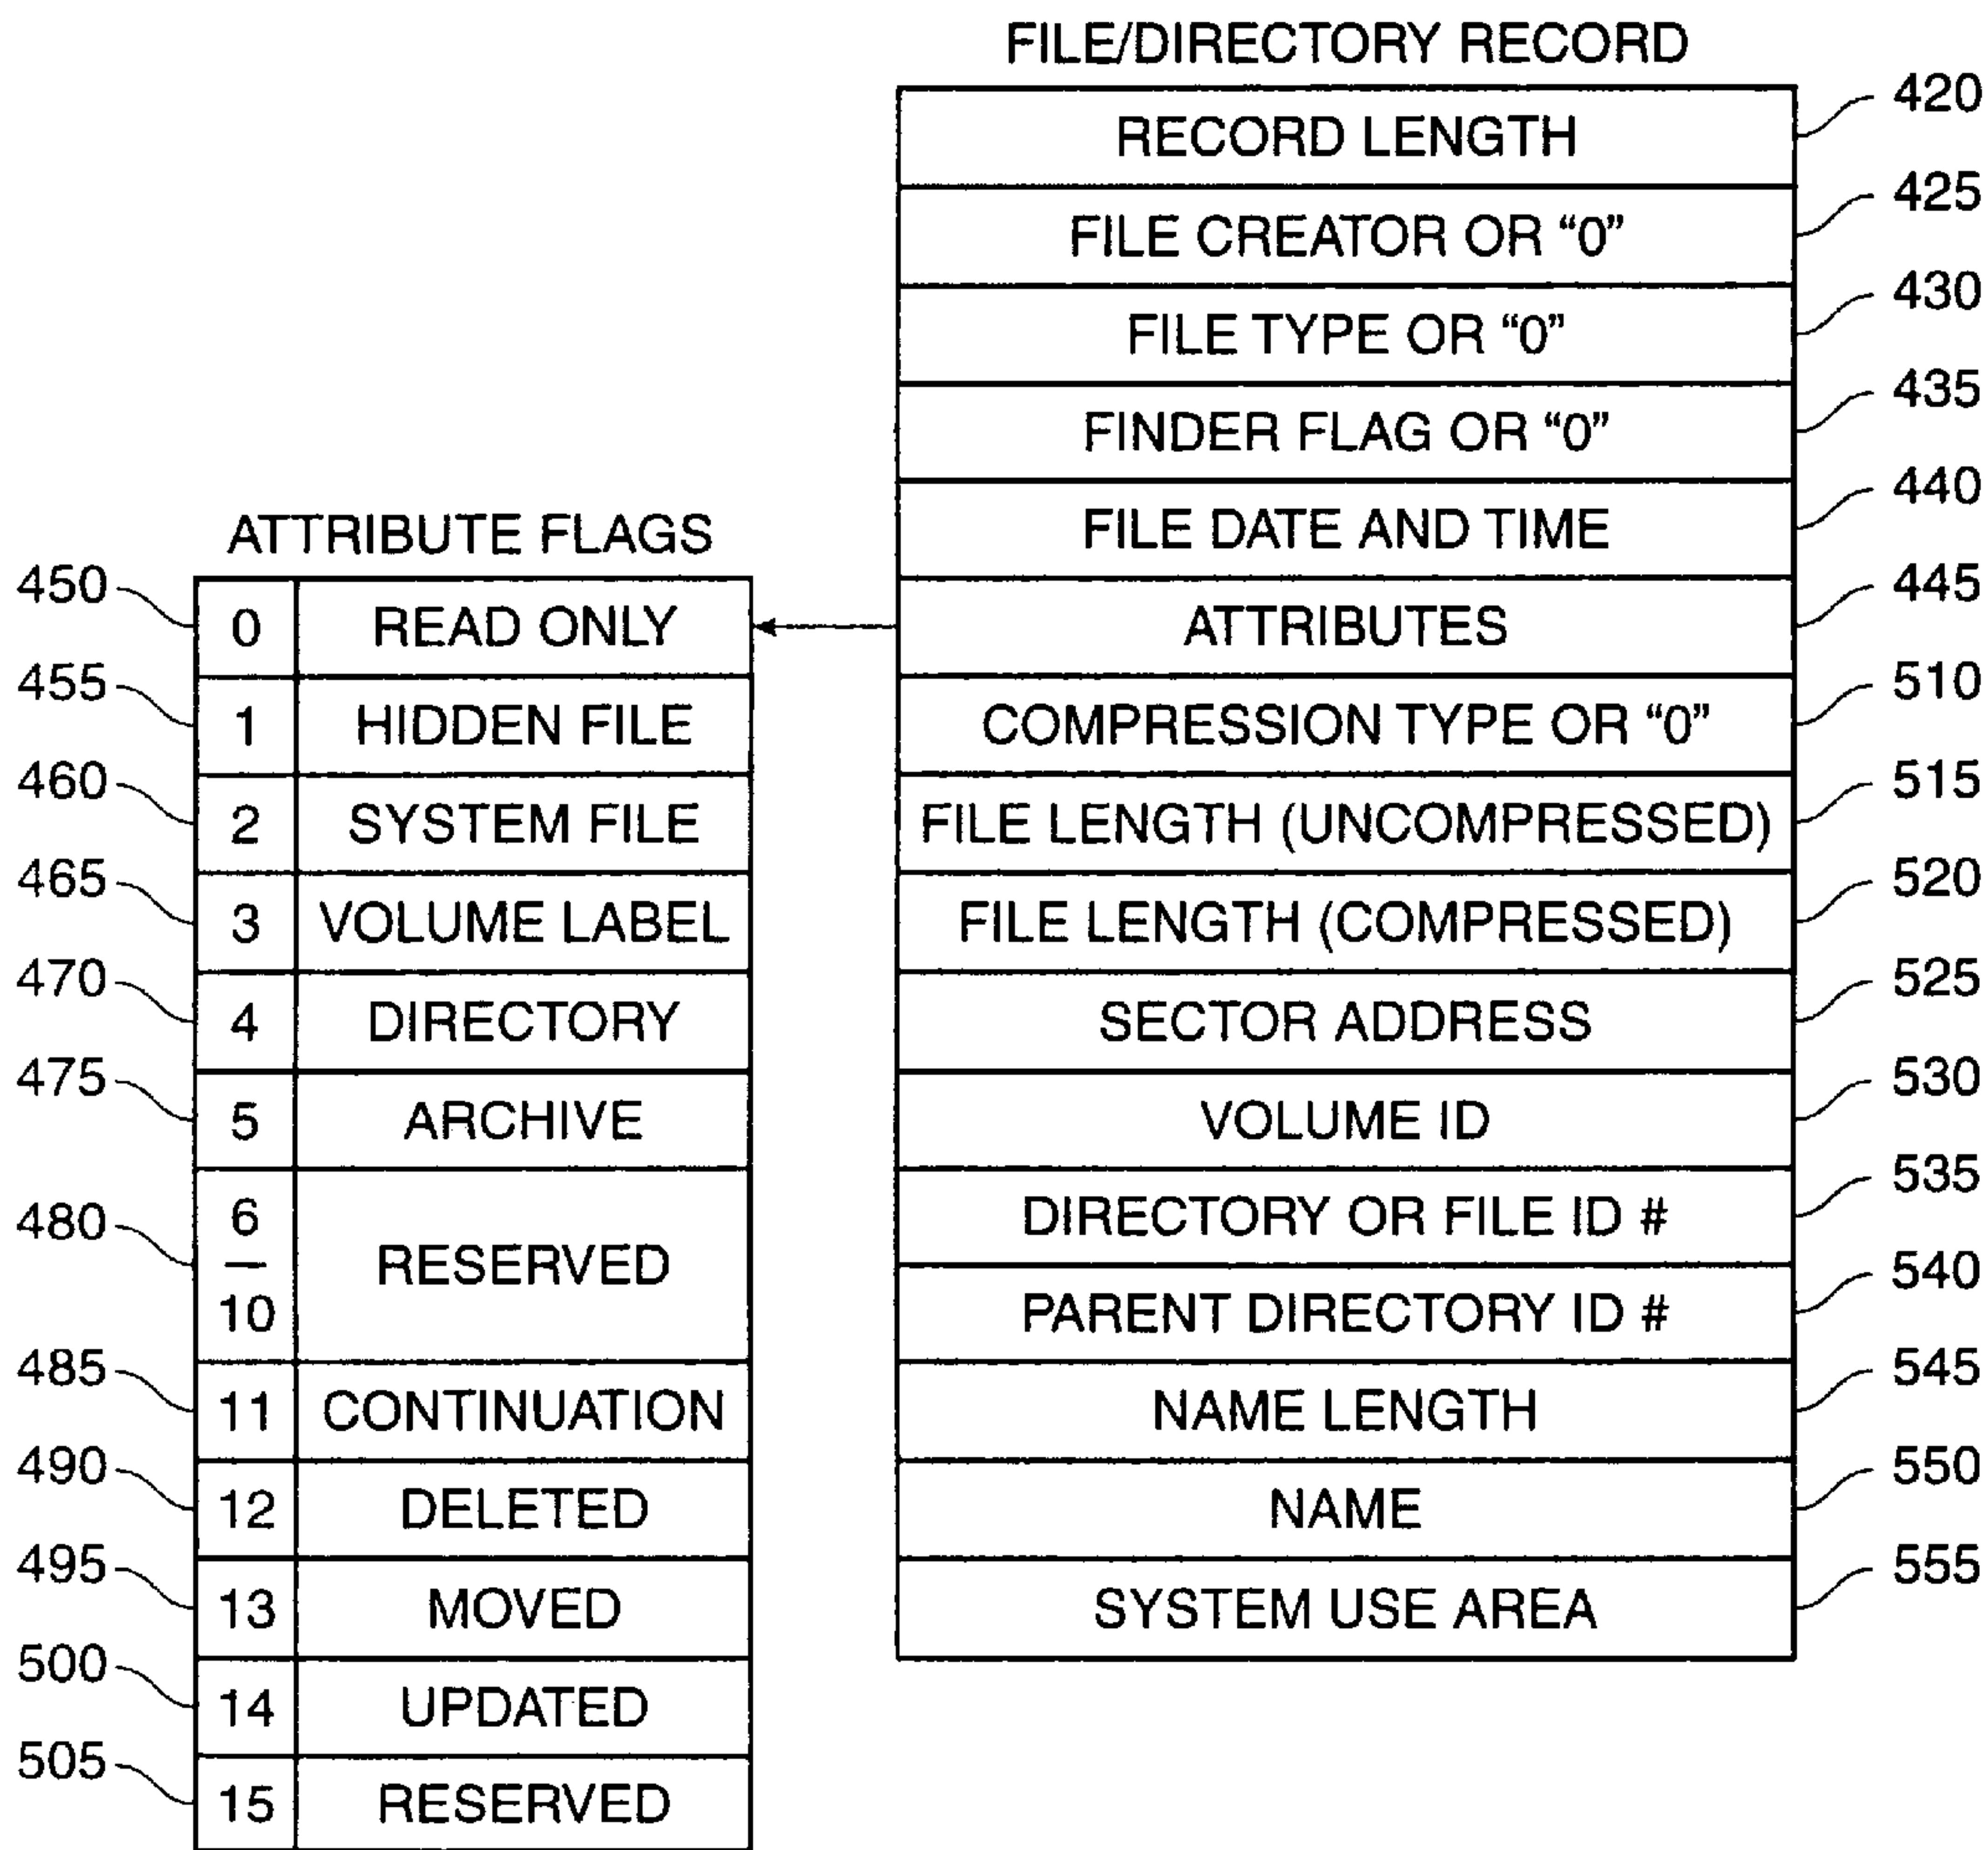 FILE/DIRECTORY RECORD
RECORD LENGTH 420
FILE CREATOR OR “0” 425
FILE TYPE OR “0” 430
FINDER FLAG OR “0” 435
FILE DATE AND TIME 440
ATTRIBUTES 445
COMPRESSION TYPE OR “0” 510
FILE LENGTH (UNCOMPRESSED) 515
FILE LENGTH (COMPRESSED) 520
SECTOR ADDRESS 525
VOLUME ID 530
DIRECTORY OR FILE ID # 535
PARENT DIRECTORY ID # 540
NAME LENGTH 545
NAME 550
SYSTEM USE AREA 555
ATTRIBUTE FLAGS
450 0 READ ONLY
455 1 HIDDEN FILE
460 2 SYSTEM FILE
465 3 VOLUME LABEL
470 4 DIRECTORY
475 5 ARCHIVE
480 6 — 10 RESERVED
485 11 CONTINUATION
490 12 DELETED
495 13 MOVED
500 14 UPDATED
505 15 RESERVED